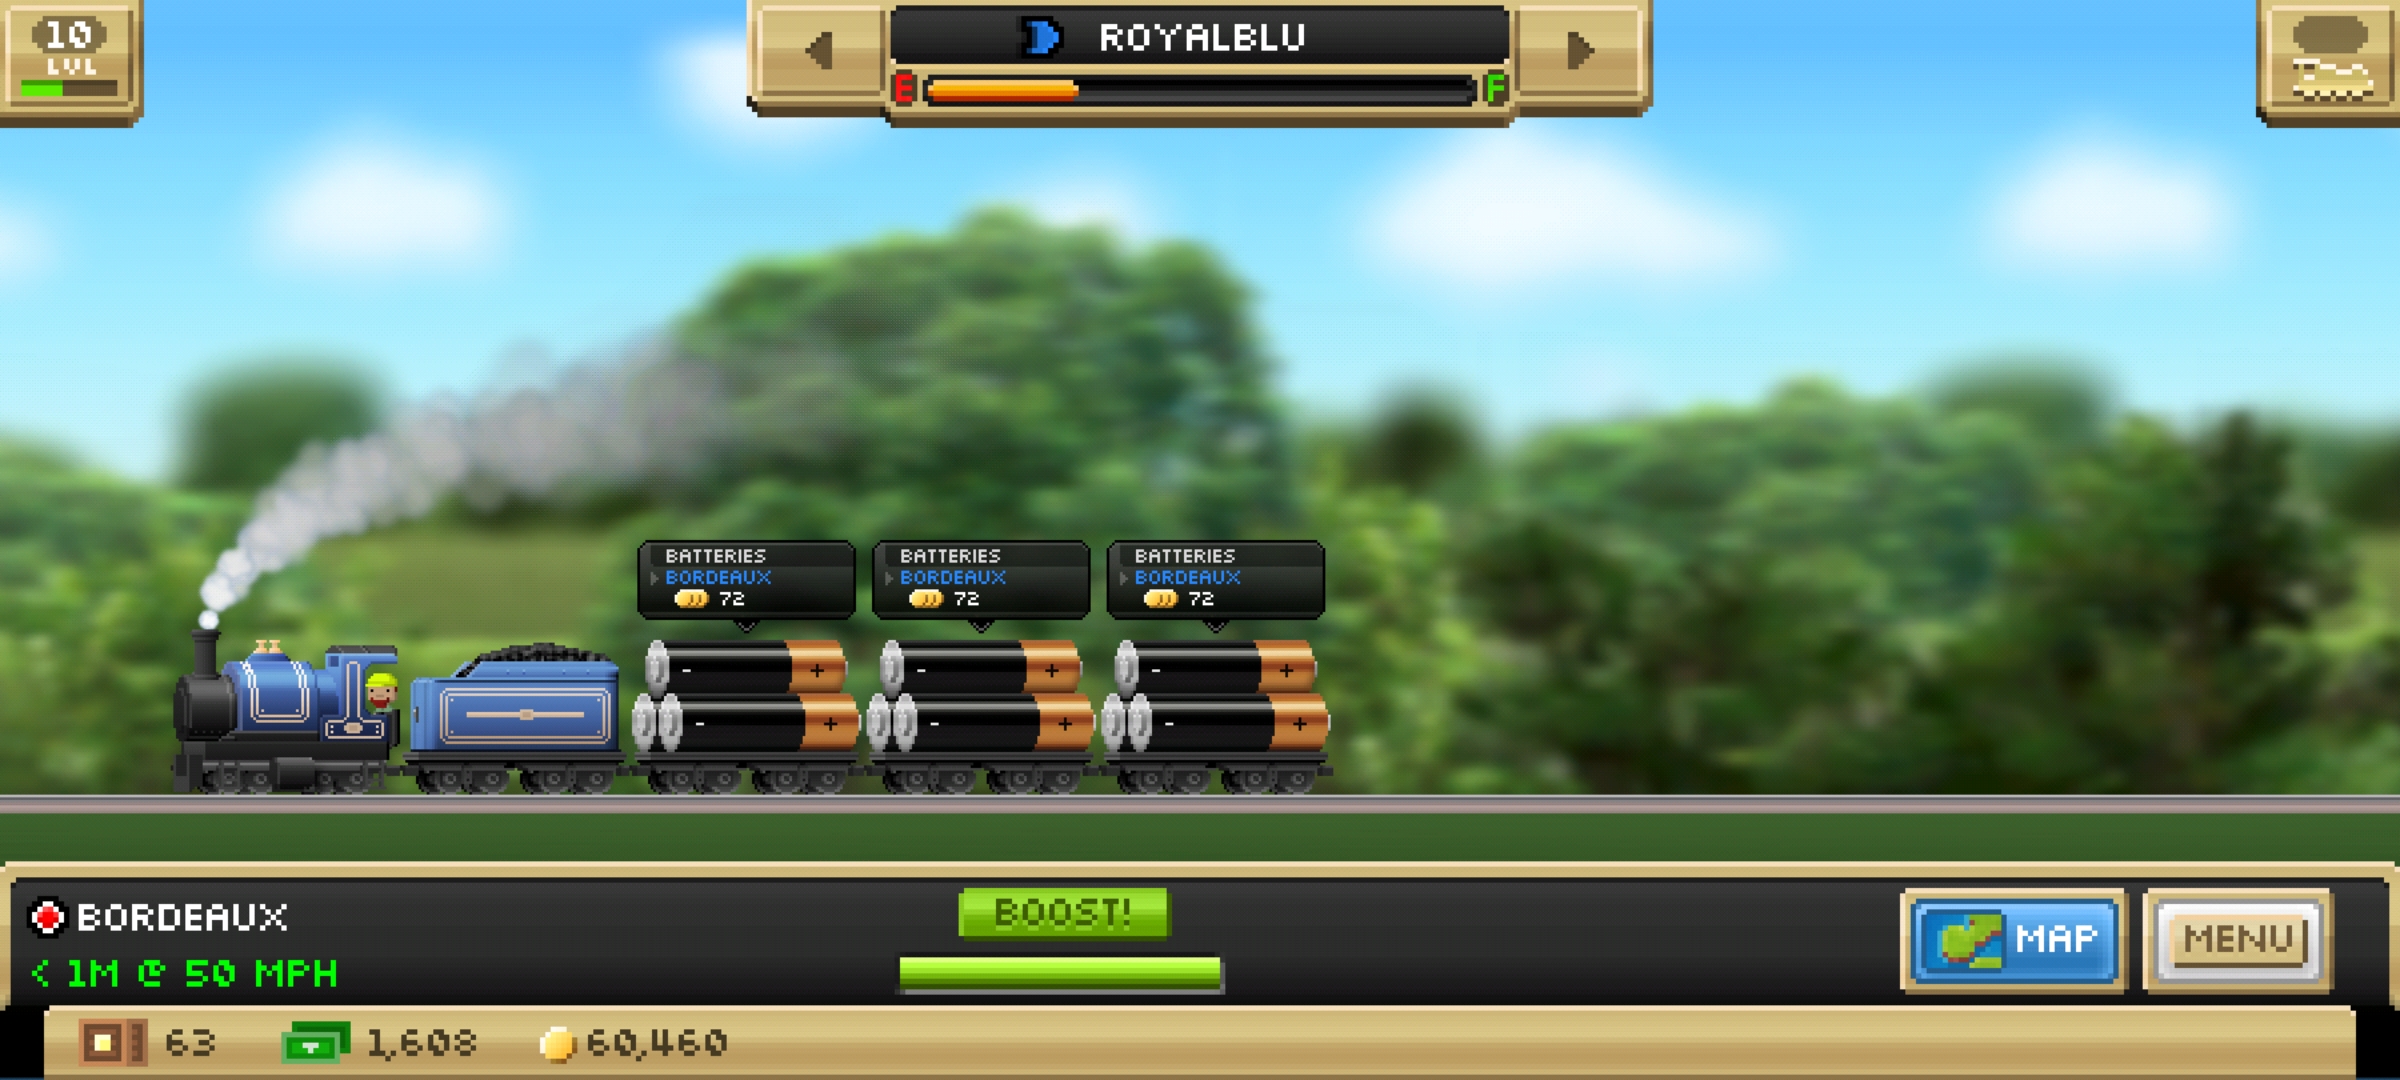 10
LVL
ROYALBLU
E F
BATTERIES
BORDEAUX
72
BATTERIES
BORDEAUX
72
BATTERIES
BORDEAUX
72
- +
- +
- +
- +
- +
- +
BORDEAUX
< 1M @ 50 MPH
BOOST!
MAP
MENU
63
1,608
60,460